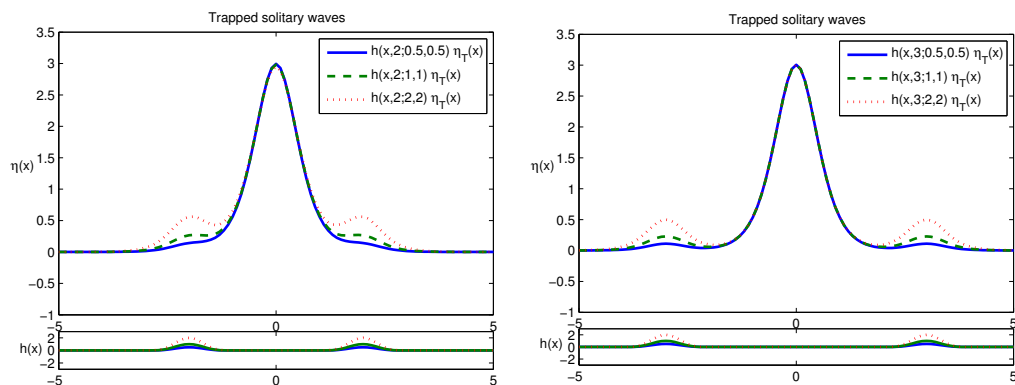 Trapped solitary waves
3.5
3
2.5
2
1.5
1
0.5
0
−0.5
−1
η(x)
h(x,2;0.5,0.5) η_T(x)
h(x,2;1,1) η_T(x)
h(x,2;2,2) η_T(x)
−5 0 5
h(x)
2
0
−2
−5 0 5
Trapped solitary waves
3.5
3
2.5
2
1.5
1
0.5
0
−0.5
−1
η(x)
h(x,3;0.5,0.5) η_T(x)
h(x,3;1,1) η_T(x)
h(x,3;2,2) η_T(x)
−5 0 5
h(x)
2
0
−2
−5 0 5